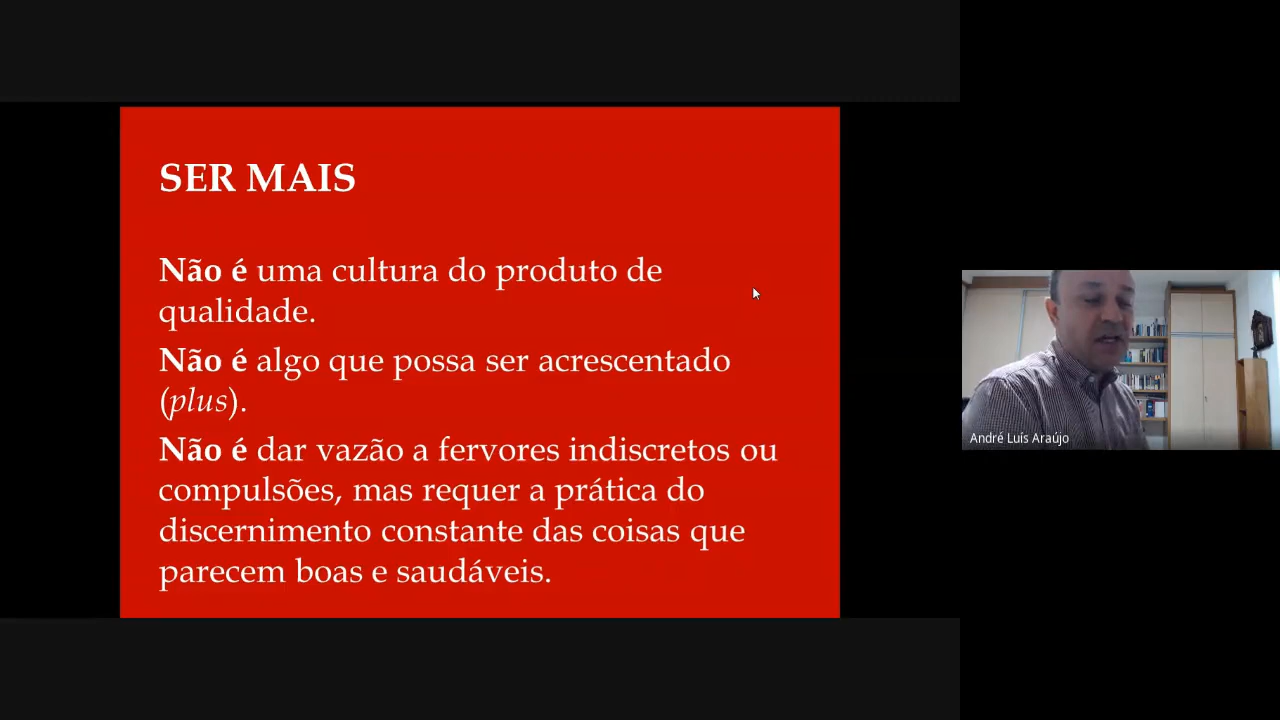 SER MAIS
Não é uma cultura do produto de
qualidade.
Não é algo que possa ser acrescentado
(plus).
Não é dar vazão a fervores indiscretos ou
compulsões, mas requer a prática do
discernimento constante das coisas que
parecem boas e saudáveis.
André Luís Araújo